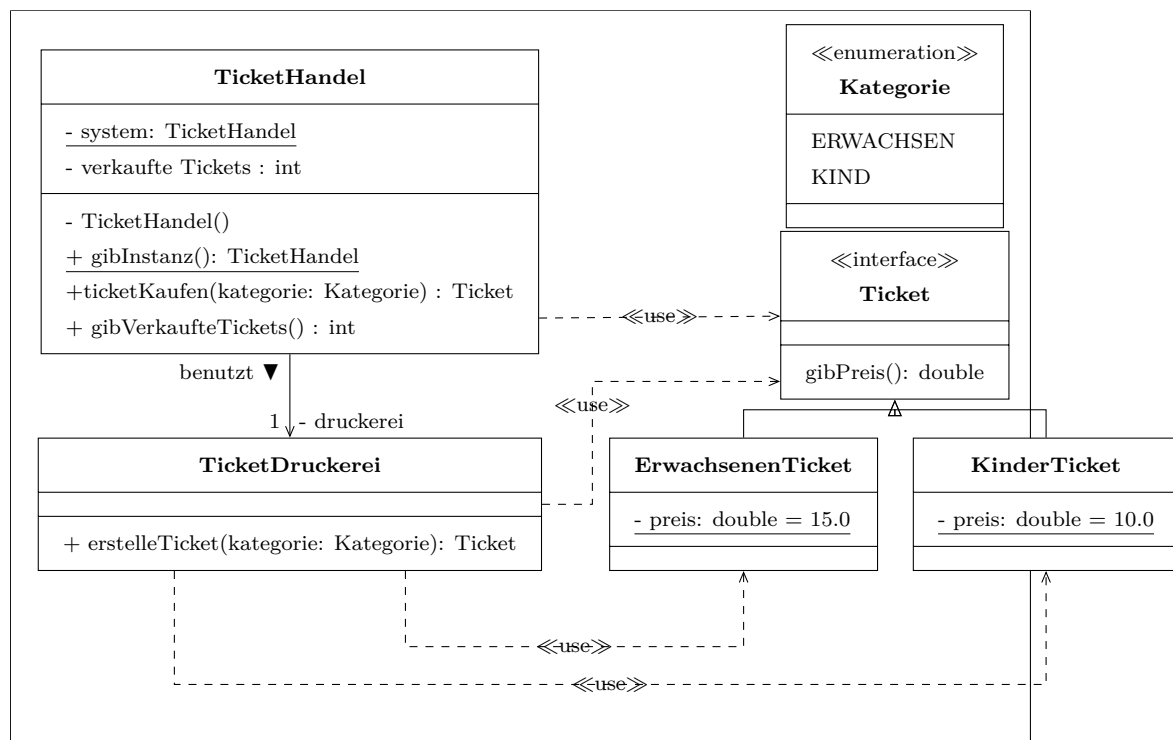 TicketHandel
- system: TicketHandel
- verkaufte Tickets : int
- TicketHandel()
+ gibInstanz(): TicketHandel
+ticketKaufen(kategorie: Kategorie) : Ticket
+ gibVerkaufteTickets() : int
≪enumeration≫
Kategorie
ERWACHSEN
KIND
≪interface≫
Ticket
gibPreis(): double
≪use≫
benutzt ▼
1 - druckerei
≪use≫
TicketDruckerei
+ erstelleTicket(kategorie: Kategorie): Ticket
ErwachsenenTicket
- preis: double = 15.0
KinderTicket
- preis: double = 10.0
≪use≫
≪use≫